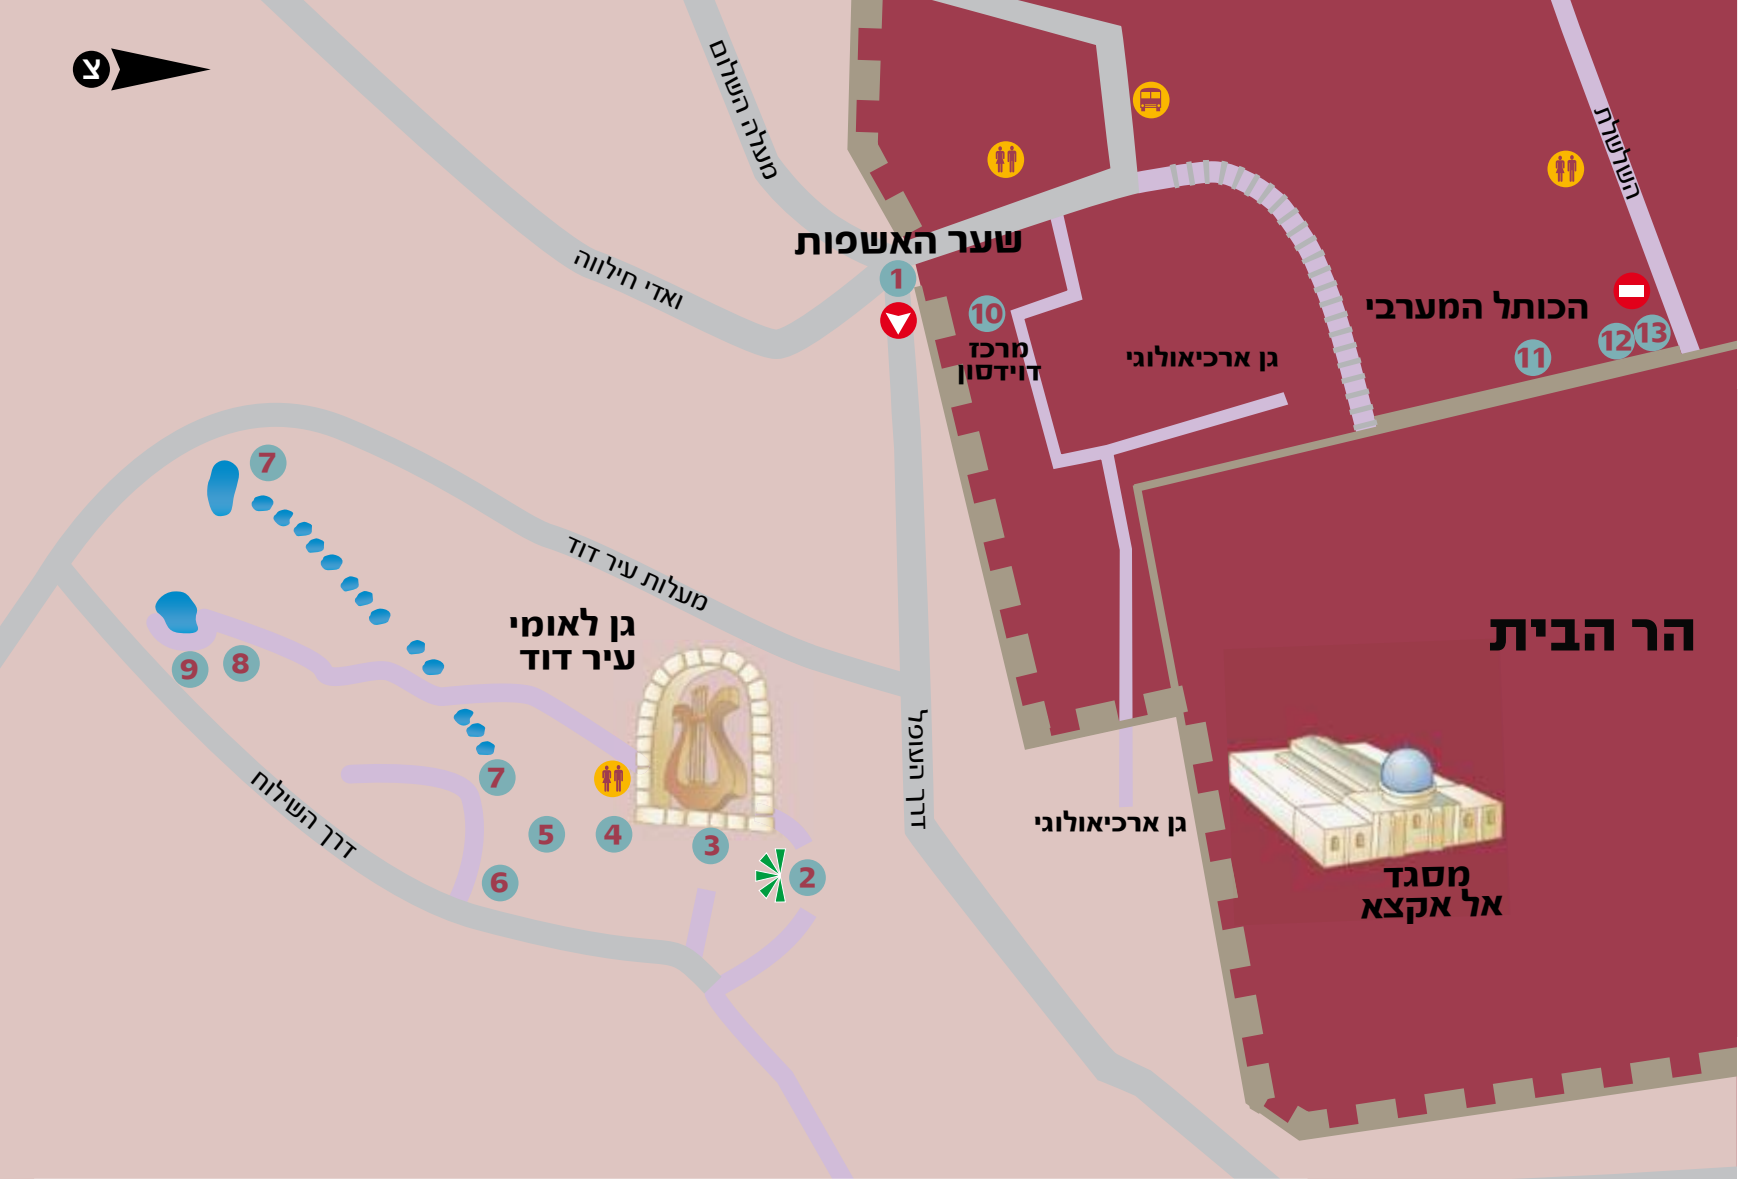 צ
מעלה השלום
השלשלת
שער האשפות
ואדי חילווה
1
10
מרכז
דוידסון
הכותל המערבי
11
12
13
גן ארכיאולוגי
7
מעלות עיר דוד
גן לאומי
עיר דוד
הר הבית
9
8
7
דרך העופל
דרך השילוח
5
4
3
2
6
גן ארכיאולוגי
מסגד
אל אקצא